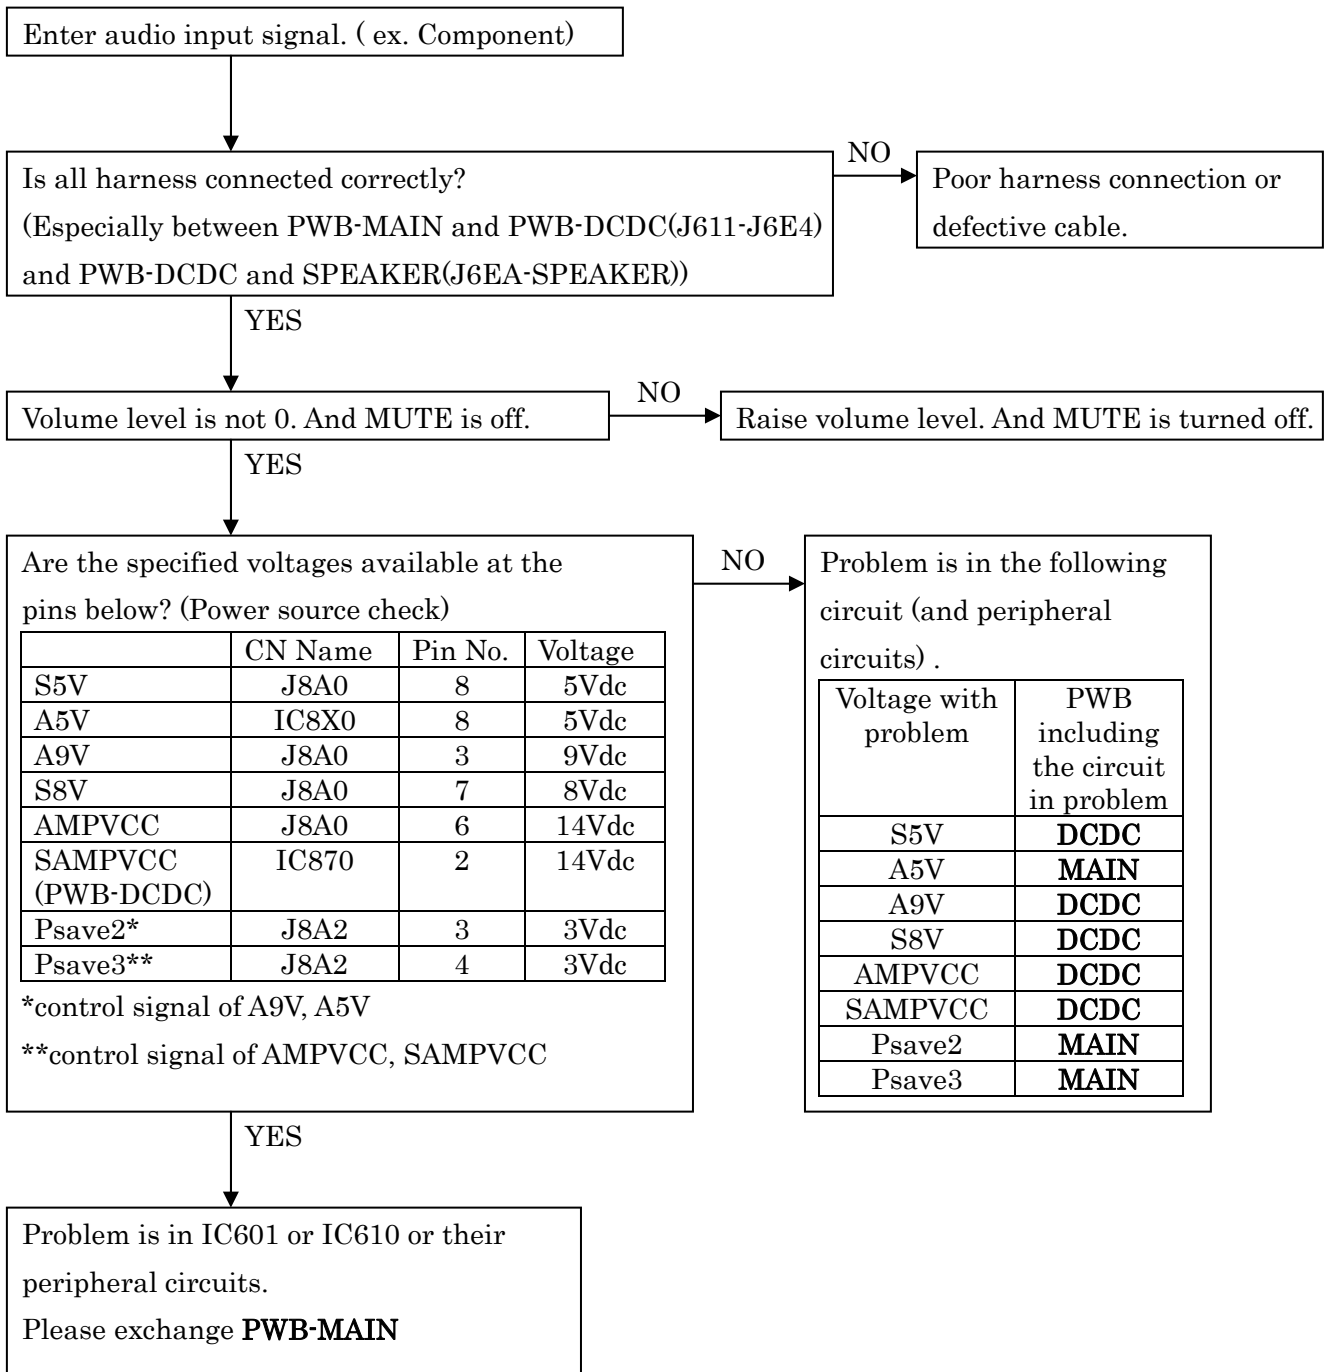 Enter audio input signal. ( ex. Component)
Is all harness connected correctly?
(Especially between PWB-MAIN and PWB-DCDC(J611-J6E4)
and PWB-DCDC and SPEAKER(J6EA-SPEAKER))
NO
Poor harness connection or
defective cable.
YES
Volume level is not 0. And MUTE is off.
NO
Raise volume level. And MUTE is turned off.
YES
Are the specified voltages available at the
pins below? (Power source check)
CN Name Pin No. Voltage
S5V J8A0 8 5Vdc
A5V IC8X0 8 5Vdc
A9V J8A0 3 9Vdc
S8V J8A0 7 8Vdc
AMPVCC J8A0 6 14Vdc
SAMPVCC IC870 2 14Vdc
(PWB-DCDC)
Psave2* J8A2 3 3Vdc
Psave3** J8A2 4 3Vdc
*control signal of A9V, A5V
**control signal of AMPVCC, SAMPVCC
NO
Problem is in the following
circuit (and peripheral
circuits) .
Voltage with PWB
problem including
the circuit
in problem
S5V DCDC
A5V MAIN
A9V DCDC
S8V DCDC
AMPVCC DCDC
SAMPVCC DCDC
Psave2 MAIN
Psave3 MAIN
YES
Problem is in IC601 or IC610 or their
peripheral circuits.
Please exchange PWB-MAIN